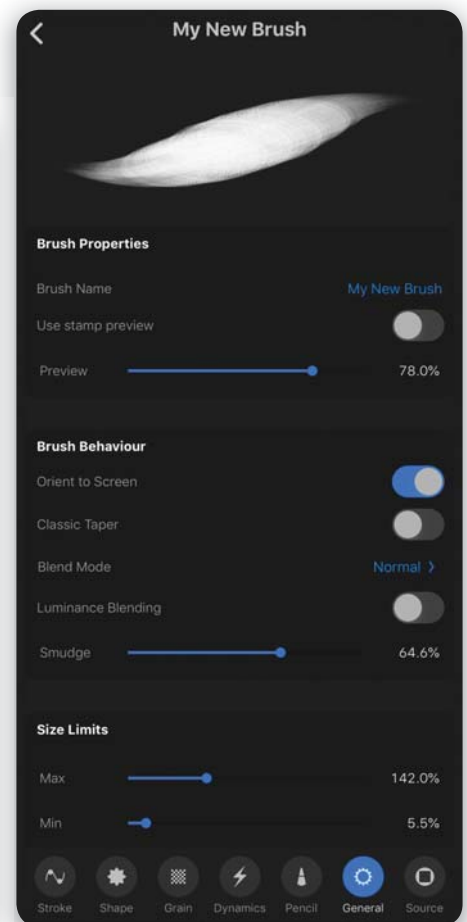 My New Brush
Brush Properties
Brush Name My New Brush
Use stamp preview
Preview 78.0%
Brush Behaviour
Orient to Screen
Classic Taper
Blend Mode Normal >
Luminance Blending
Smudge 64.6%
Size Limits
Max 142.0%
Min 5.5%
Stroke Shape Grain Dynamics Pencil General Source